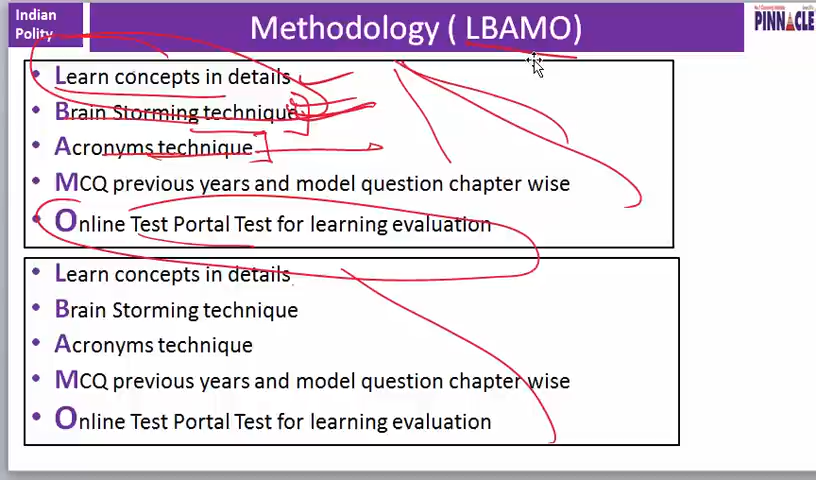 Indian
Polity
Methodology ( LBAMO)
PINNACLE
• Learn concepts in details
• Brain Storming technique
• Acronyms technique
• MCQ previous years and model question chapter wise
• Online Test Portal Test for learning evaluation
• Learn concepts in details
• Brain Storming technique
• Acronyms technique
• MCQ previous years and model question chapter wise
• Online Test Portal Test for learning evaluation